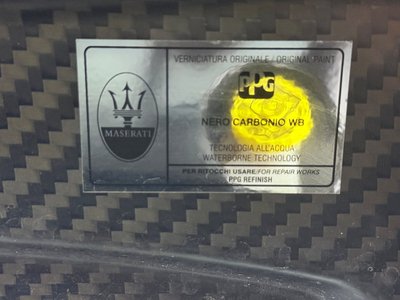 VERNICIATURA ORIGINALE / ORIGINAL PAINT
PPG
NERO CARBONIO WB
MASERATI
TECNOLOGIA ALL'ACQUA
WATERBORNE TECHNOLOGY
PER RITOCCHI USARE/FOR REPAIR WORKS
PPG REFINISH